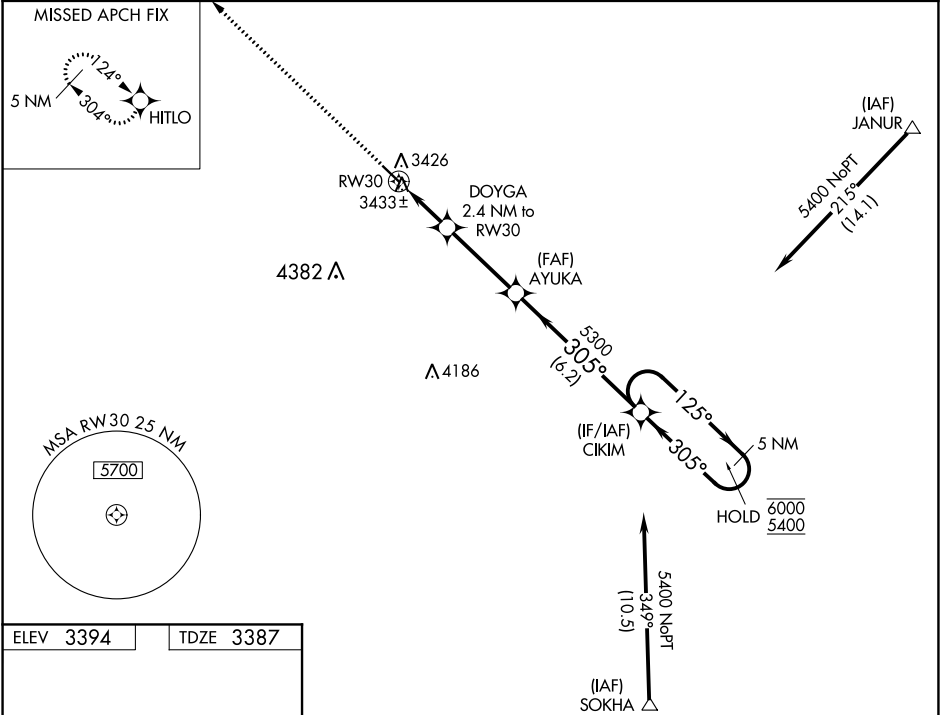 MISSED APCH FIX
124°
5 NM
304°
HITLO
(IAF)
JANUR
5400 NoPT
215°
(14.1)
3426
RW30
3433±
DOYGA
2.4 NM to
RW30
4382
(FAF)
AYUKA
5300
305°
(6.2)
4186
(IF/IAF)
CIKIM
125°
305°
5 NM
HOLD
6000
5400
MSA RW30 25 NM
5700
5400 NoPT
349°
(10.5)
(IAF)
SOKHA
ELEV 3394
TDZE 3387